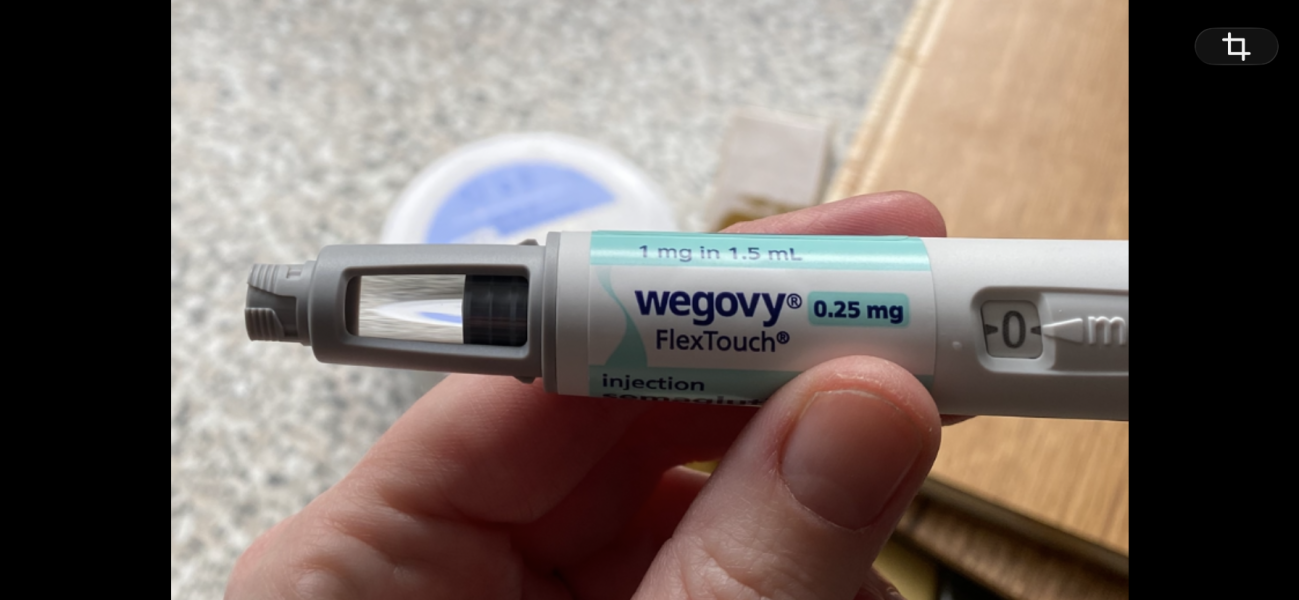 1 mg in 1.5 mL
wegovy® 0.25 mg
FlexTouch®
injection
0